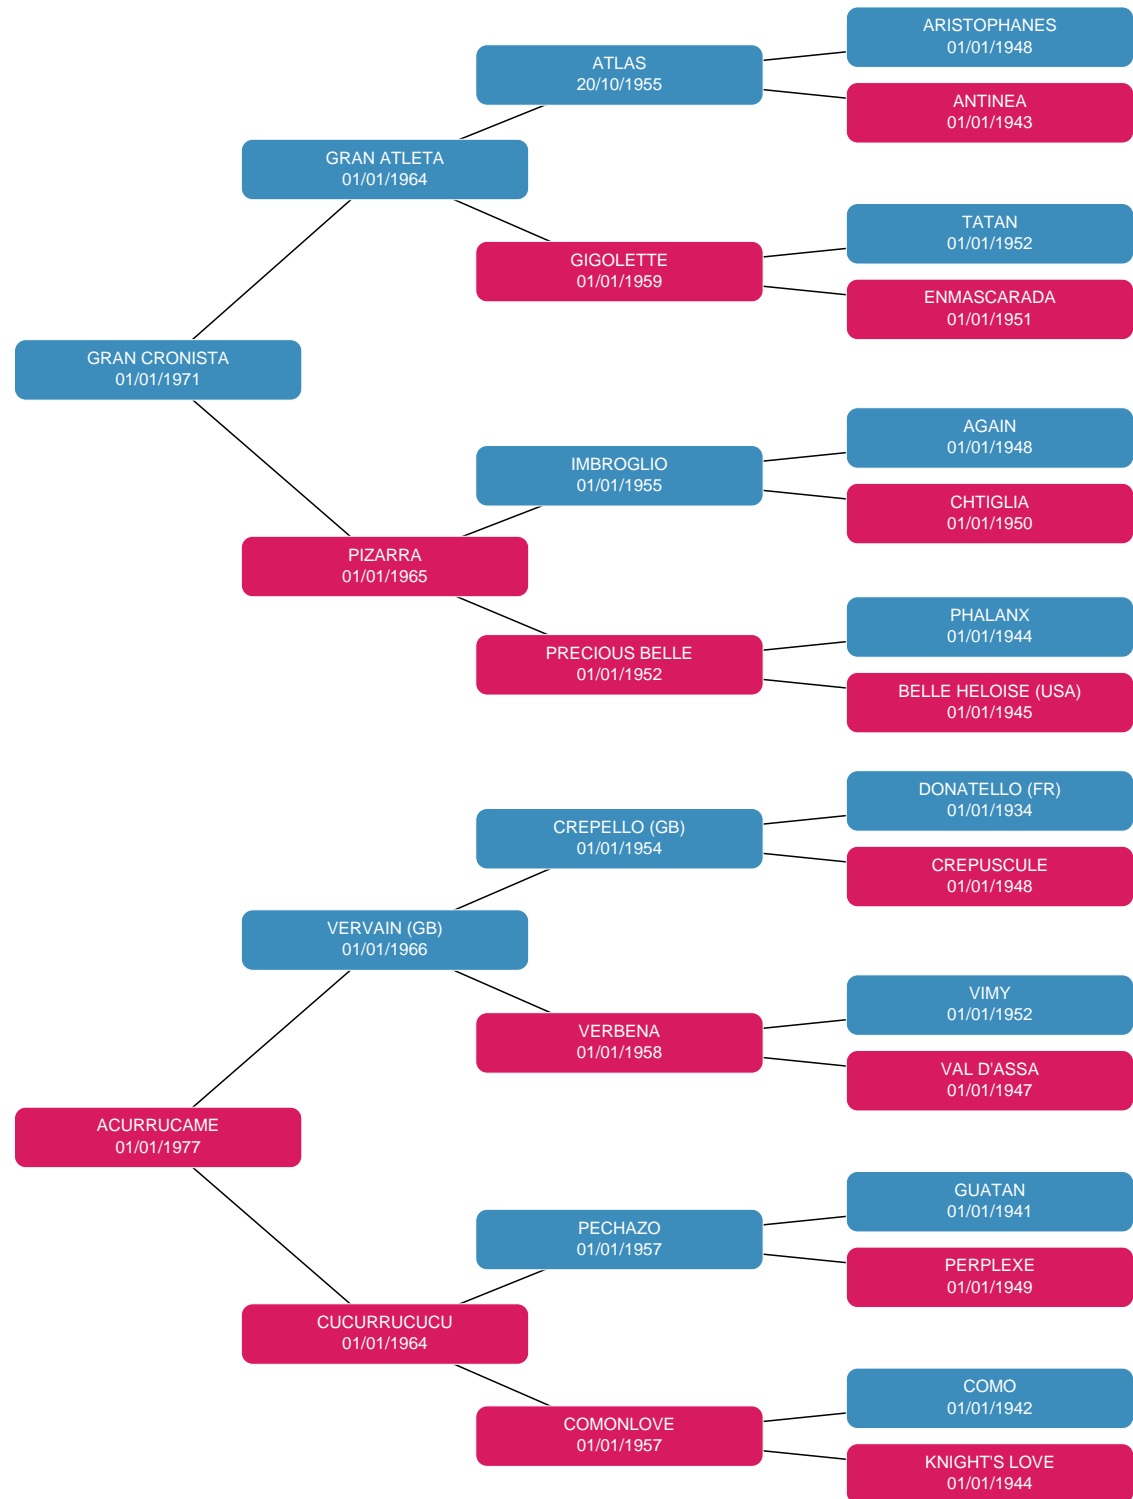 ARISTOPHANES
01/01/1948
ATLAS
20/10/1955
ANTINEA
01/01/1943
GRAN ATLETA
01/01/1964
TATAN
01/01/1952
GIGOLETTE
01/01/1959
ENMASCARADA
01/01/1951
GRAN CRONISTA
01/01/1971
AGAIN
01/01/1948
IMBROGLIO
01/01/1955
CHTIGLIA
01/01/1950
PIZARRA
01/01/1965
PHALANX
01/01/1944
PRECIOUS BELLE
01/01/1952
BELLE HELOISE (USA)
01/01/1945
DONATELLO (FR)
01/01/1934
CREPELLO (GB)
01/01/1954
CREPUSCULE
01/01/1948
VERVAIN (GB)
01/01/1966
VIMY
01/01/1952
VERBENA
01/01/1958
VAL D'ASSA
01/01/1947
ACURRUCAME
01/01/1977
GUATAN
01/01/1941
PECHAZO
01/01/1957
PERPLEXE
01/01/1949
CUCURRUCUCU
01/01/1964
COMO
01/01/1942
COMONLOVE
01/01/1957
KNIGHT'S LOVE
01/01/1944